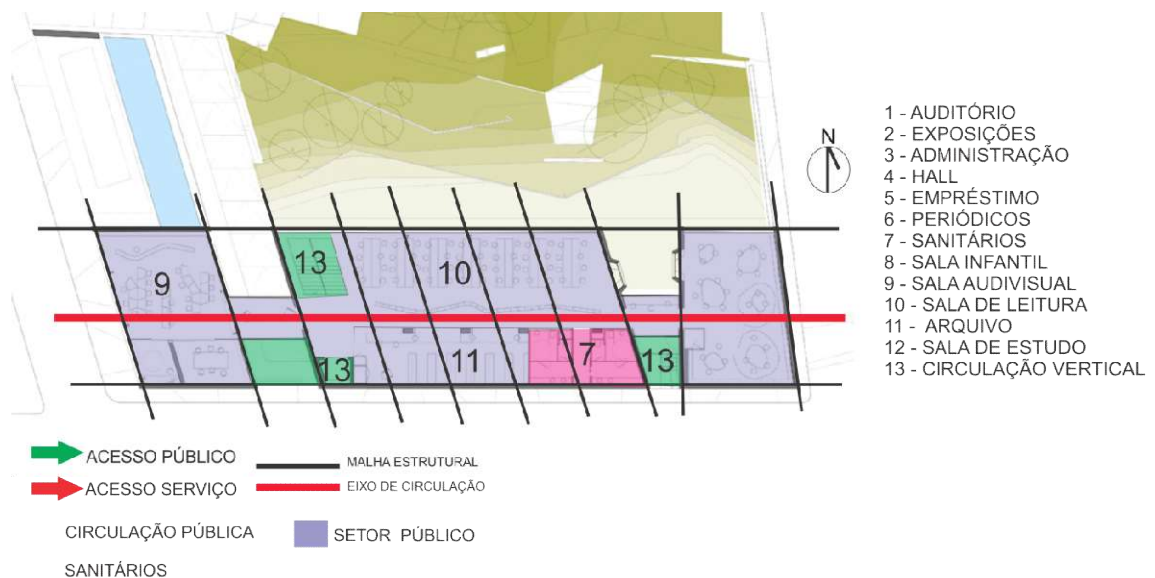 N
1 - AUDITÓRIO
2 - EXPOSIÇÕES
3 - ADMINISTRAÇÃO
4 - HALL
5 - EMPRÉSTIMO
6 - PERIÓDICOS
7 - SANITÁRIOS
8 - SALA INFANTIL
9 - SALA AUDIVISUAL
10 - SALA DE LEITURA
11 - ARQUIVO
12 - SALA DE ESTUDO
13 - CIRCULAÇÃO VERTICAL
13
10
9
13
11
7
13
ACESSO PÚBLICO
MALHA ESTRUTURAL
ACESSO SERVIÇO
EIXO DE CIRCULAÇÃO
CIRCULAÇÃO PÚBLICA
SETOR PÚBLICO
SANITÁRIOS